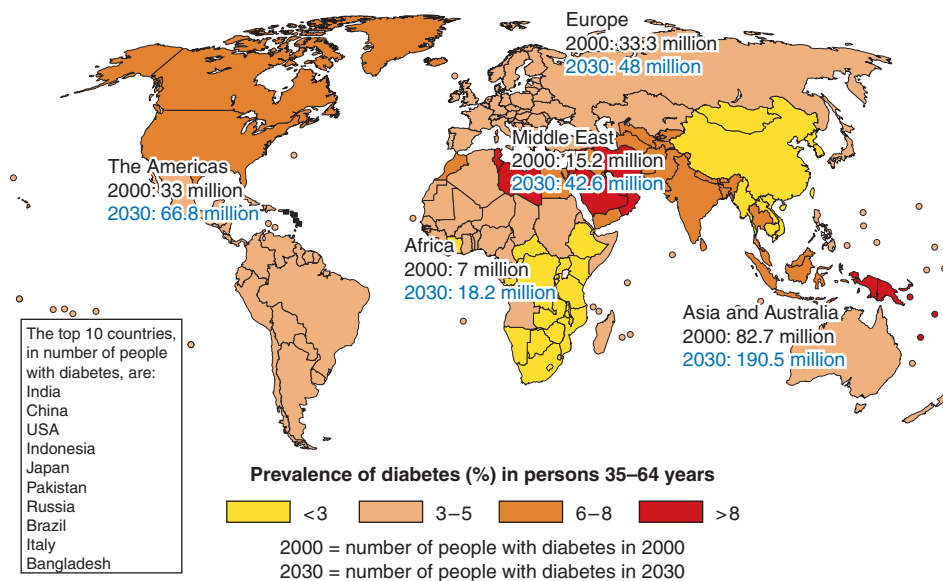 Europe
2000: 33.3 million
2030: 48 million
Middle East
2000: 15.2 million
2030: 42.6 million
The Americas
2000: 33 million
2030: 66.8 million
Africa
2000: 7 million
2030: 18.2 million
Asia and Australia
2000: 82.7 million
2030: 190.5 million
The top 10 countries,
in number of people
with diabetes, are:
India
China
USA
Indonesia
Japan
Pakistan
Russia
Brazil
Italy
Bangladesh
Prevalence of diabetes (%) in persons 35–64 years
<3
3–5
6–8
>8
2000 = number of people with diabetes in 2000
2030 = number of people with diabetes in 2030